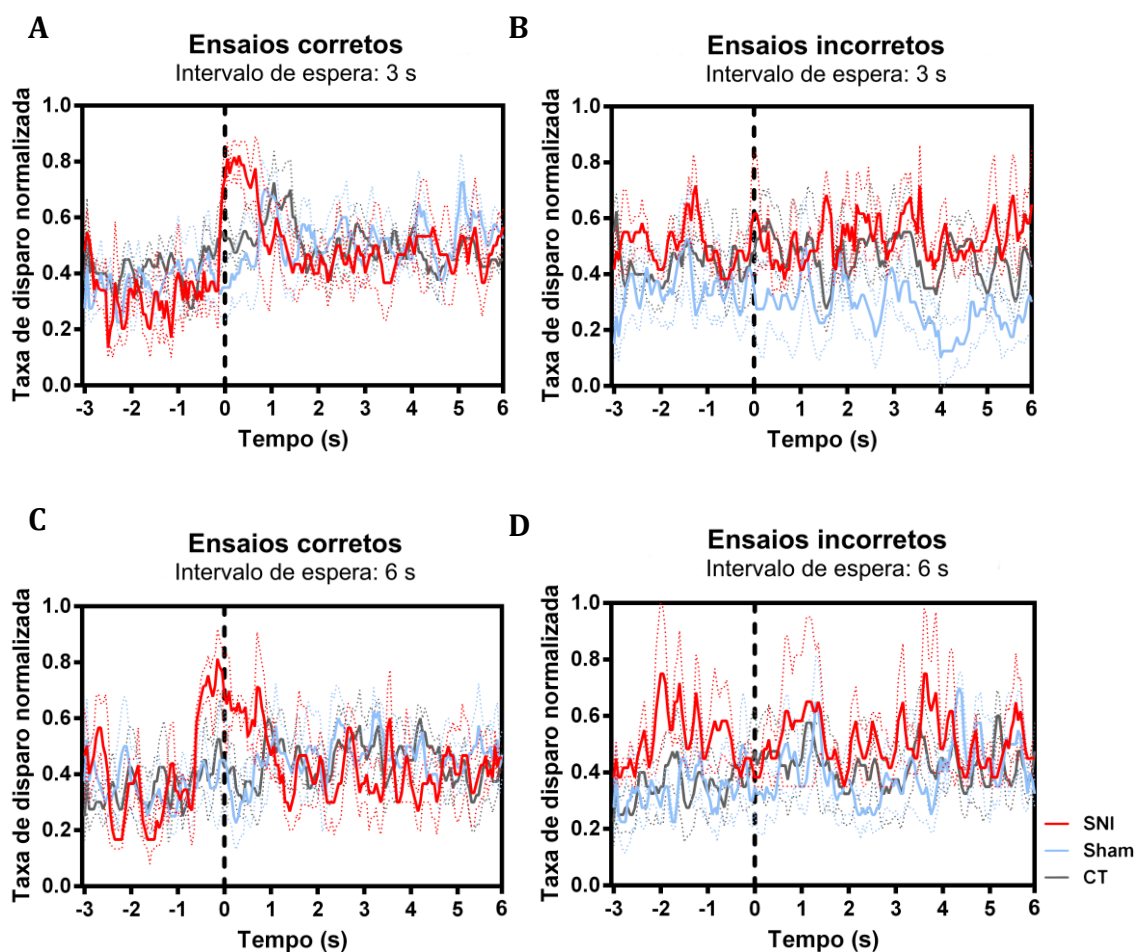 A
Ensaios corretos
Intervalo de espera: 3 s
Taxa de disparo normalizada
1.0
0.8
0.6
0.4
0.2
0.0
-3 -2 -1 0 1 2 3 4 5 6
Tempo (s)
B
Ensaios incorretos
Intervalo de espera: 3 s
Taxa de disparo normalizada
1.0
0.8
0.6
0.4
0.2
0.0
-3 -2 -1 0 1 2 3 4 5 6
Tempo (s)
C
Ensaios corretos
Intervalo de espera: 6 s
Taxa de disparo normalizada
1.0
0.8
0.6
0.4
0.2
0.0
-3 -2 -1 0 1 2 3 4 5 6
Tempo (s)
D
Ensaios incorretos
Intervalo de espera: 6 s
Taxa de disparo normalizada
1.0
0.8
0.6
0.4
0.2
0.0
-3 -2 -1 0 1 2 3 4 5 6
Tempo (s)
SNI
Sham
CT